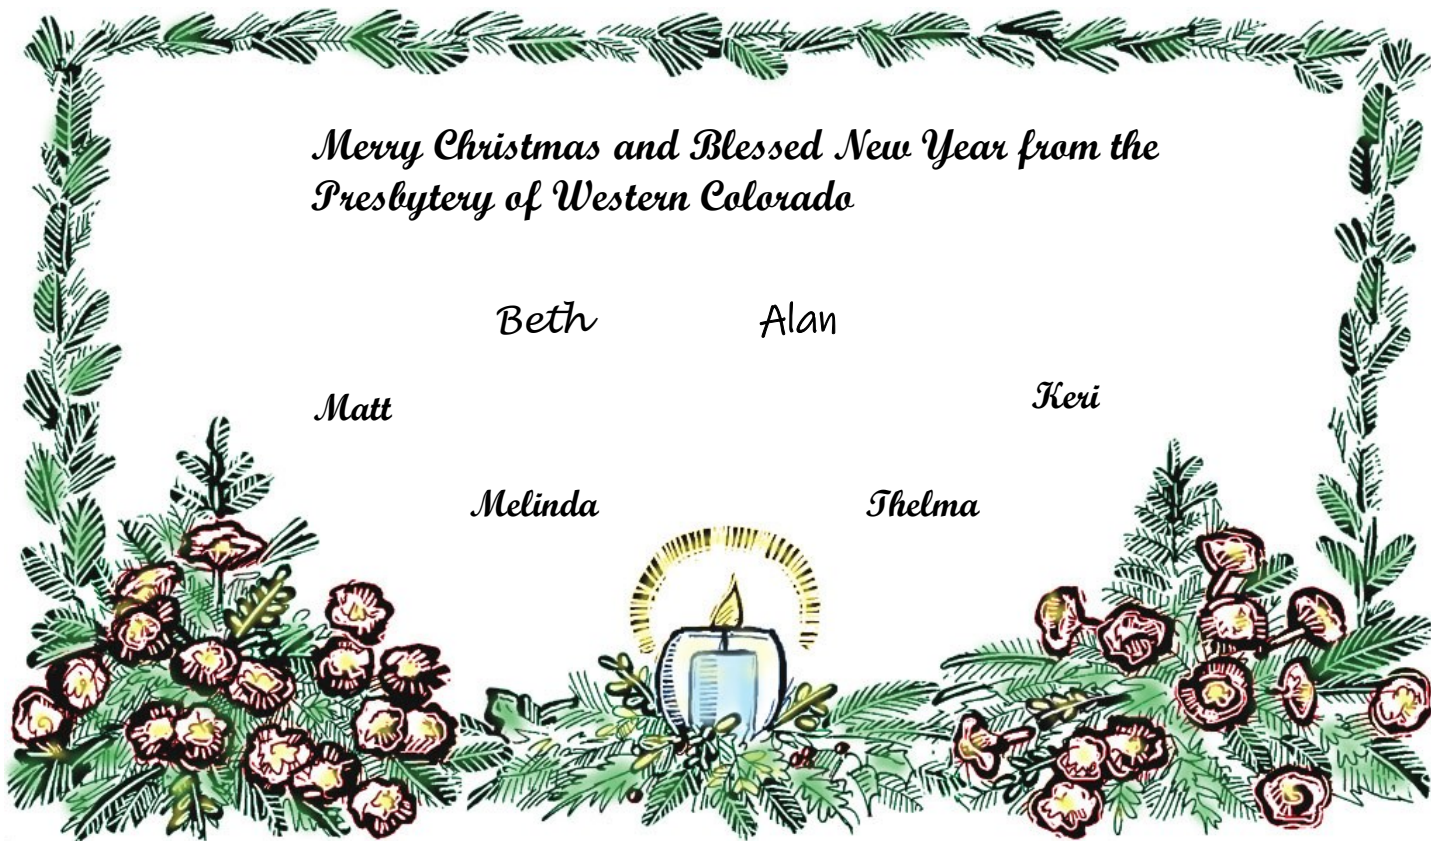 Merry Christmas and Blessed New Year from the
Presbytery of Western Colorado
Beth Alan
Matt Keri
Melinda Thelma